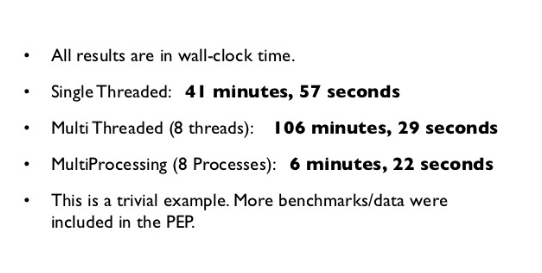 • All results are in wall-clock time.
• Single Threaded: 41 minutes, 57 seconds
• Multi Threaded (8 threads): 106 minutes, 29 seconds
• MultiProcessing (8 Processes): 6 minutes, 22 seconds
• This is a trivial example. More benchmarks/data were
included in the PEP.